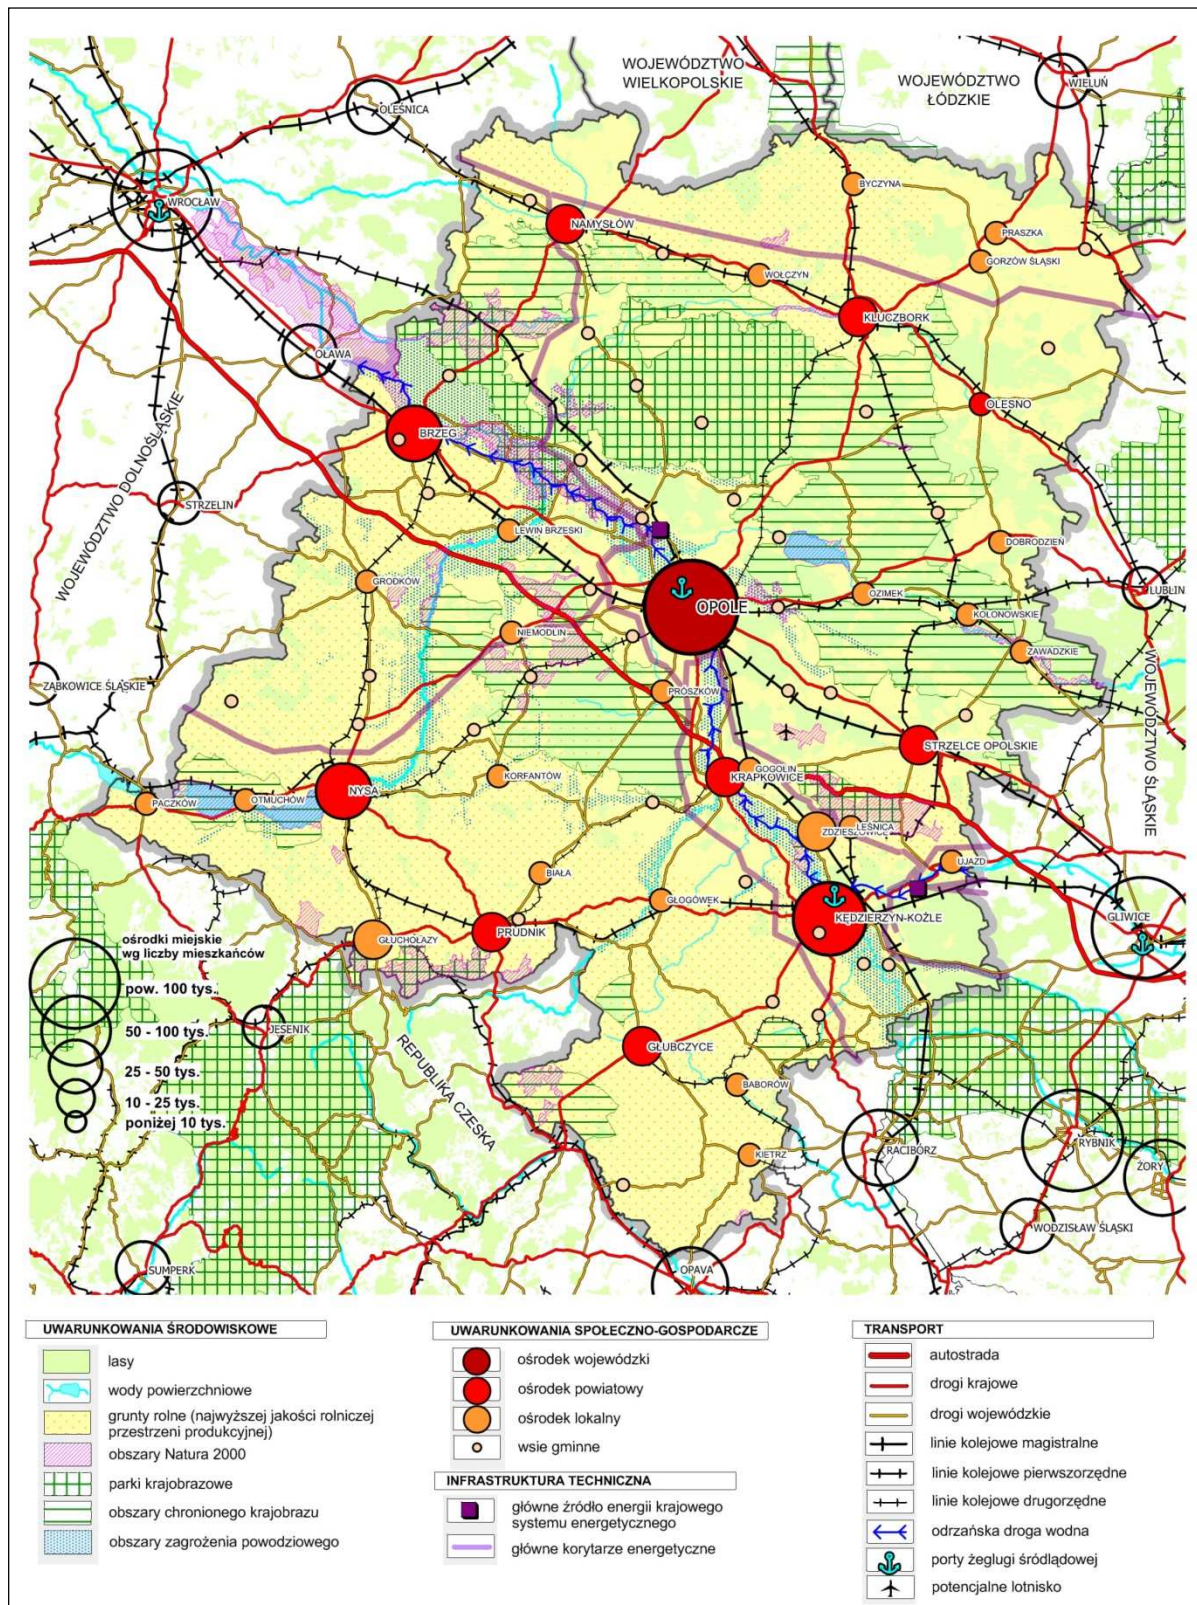 WOJEWÓDZTWO
WIELKOPOLSKIE
WOJEWÓDZTWO
ŁÓDZKIE
WIELUŃ
OLEŚNICA
BYCZYNA
WROCŁAW
NAMYSŁÓW
PRASZKA
GORZÓW ŚLĄSKI
WOŁCZYN
KLUCZBORK
OŁAWA
OLESNO
BRZEG
WOJEWÓDZTWO DOLNOŚLĄSKIE
STRZELIN
LEWIN BRZESKI
DOBRODZIEŃ
GRODKÓW
OPOLE
OZIMEK
LUBLIN
KOLONOWSKIE
NIEMODLIN
ZAWADZKIE
ZĄBKOWICE ŚLĄSKIE
PRÓSZKÓW
WOJEWÓDZTWO ŚLĄSKIE
STRZELCE OPOLSKIE
GOGOLIN
KORFANTÓW
KRAPKOWICE
NYSA
PACZKÓW
OTMUCHÓW
LEŚNICA
ZDZIESZOWICE
UJAZD
BIAŁA
GŁOGÓWEK
KĘDZIERZYN-KOŹLE
GLIWICE
PRUDNIK
GŁUCHOŁAZY
ośrodki miejskie
wg liczby mieszkańców
pow. 100 tys.
50 - 100 tys.
25 - 50 tys.
10 - 25 tys.
poniżej 10 tys.
JESENIK
REPUBLIKA CZESKA
GŁUBCZYCE
BABORÓW
RACIBÓRZ
RYBNIK
KIETRZ
ŻORY
WODZISŁAW ŚLĄSKI
SUMPERK
OPAVA
UWARUNKOWANIA ŚRODOWISKOWE
lasy
wody powierzchniowe
grunty rolne (najwyższej jakości rolniczej
przestrzeni produkcyjnej)
obszary Natura 2000
parki krajobrazowe
obszary chronionego krajobrazu
obszary zagrożenia powodziowego
UWARUNKOWANIA SPOŁECZNO-GOSPODARCZE
ośrodek wojewódzki
ośrodek powiatowy
ośrodek lokalny
wsie gminne
INFRASTRUKTURA TECHNICZNA
główne źródło energii krajowego
systemu energetycznego
główne korytarze energetyczne
TRANSPORT
autostrada
drogi krajowe
drogi wojewódzkie
linie kolejowe magistralne
linie kolejowe pierwszorzędne
linie kolejowe drugorzędne
odrzańska droga wodna
porty żeglugi śródlądowej
potencjalne lotnisko